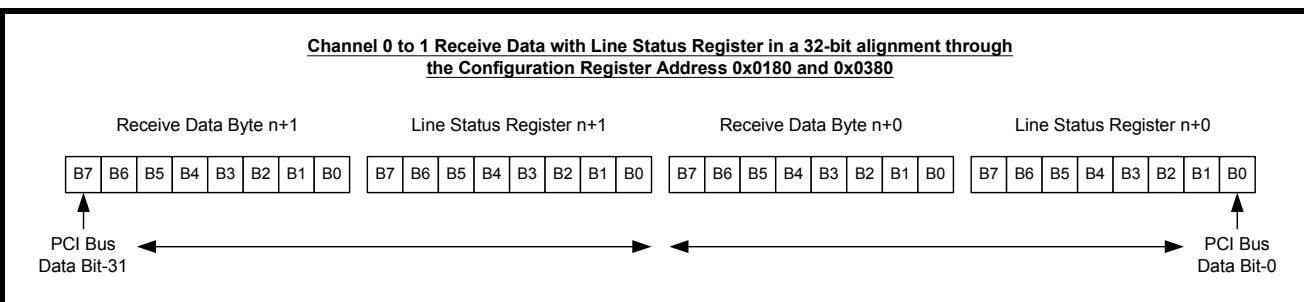 Channel 0 to 1 Receive Data with Line Status Register in a 32-bit alignment through
the Configuration Register Address 0x0180 and 0x0380
Receive Data Byte n+1 Line Status Register n+1 Receive Data Byte n+0 Line Status Register n+0
B7 B6 B5 B4 B3 B2 B1 B0 B7 B6 B5 B4 B3 B2 B1 B0 B7 B6 B5 B4 B3 B2 B1 B0 B7 B6 B5 B4 B3 B2 B1 B0
PCI Bus PCI Bus
Data Bit-31 Data Bit-0